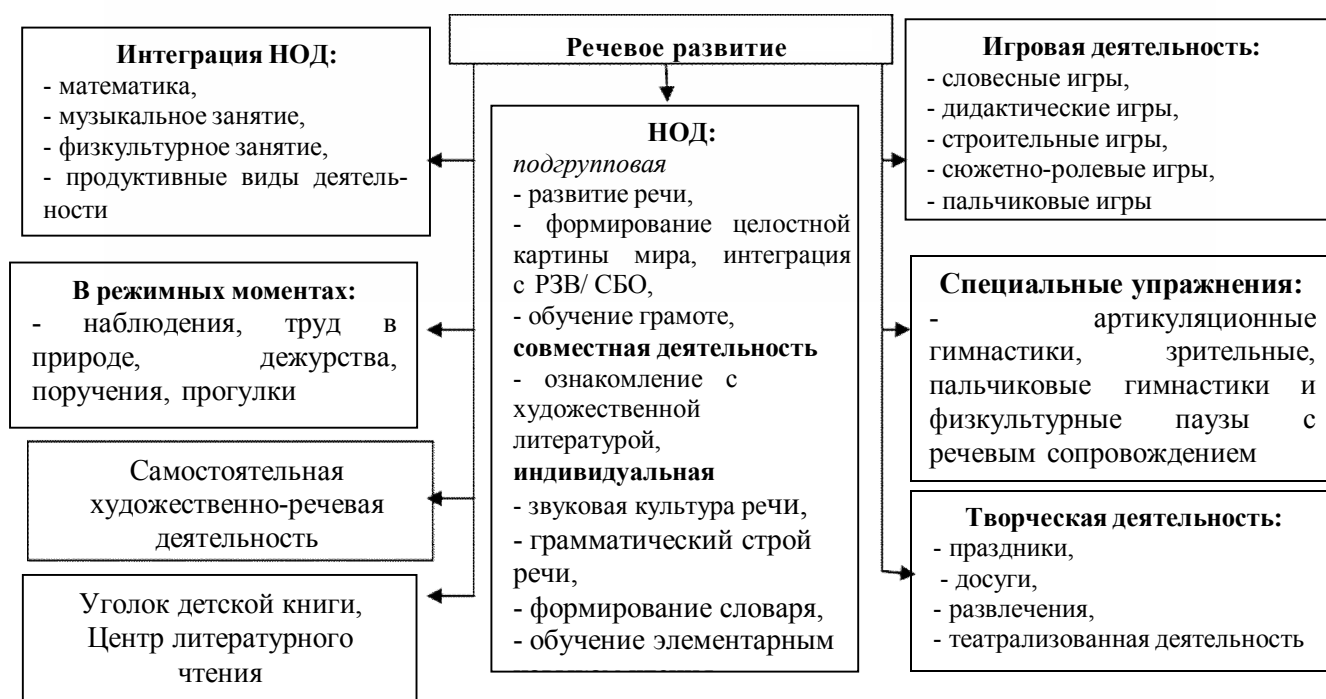 Речевое развитие
Интеграция НОД:
- математика,
- музыкальное занятие,
- физкультурное занятие,
- продуктивные виды деятель-
ности
В режимных моментах:
- наблюдения, труд в
природе, дежурства,
поручения, прогулки
Самостоятельная
художественно-речевая
деятельность
Уголок детской книги,
Центр литературного
чтения
НОД:
подгрупповая
- развитие речи,
- формирование целостной
картины мира, интеграция
с РЗВ/ СБО,
- обучение грамоте,
совместная деятельность
- ознакомление с
художественной
литературой,
индивидуальная
- звуковая культура речи,
- грамматический строй
речи,
- формирование словаря,
- обучение элементарным
Игровая деятельность:
- словесные игры,
- дидактические игры,
- строительные игры,
- сюжетно-ролевые игры,
- пальчиковые игры
Специальные упражнения:
- артикуляционные
гимнастики, зрительные,
пальчиковые гимнастики и
физкультурные паузы с
речевым сопровождением
Творческая деятельность:
- праздники,
- досуги,
- развлечения,
- театрализованная деятельность